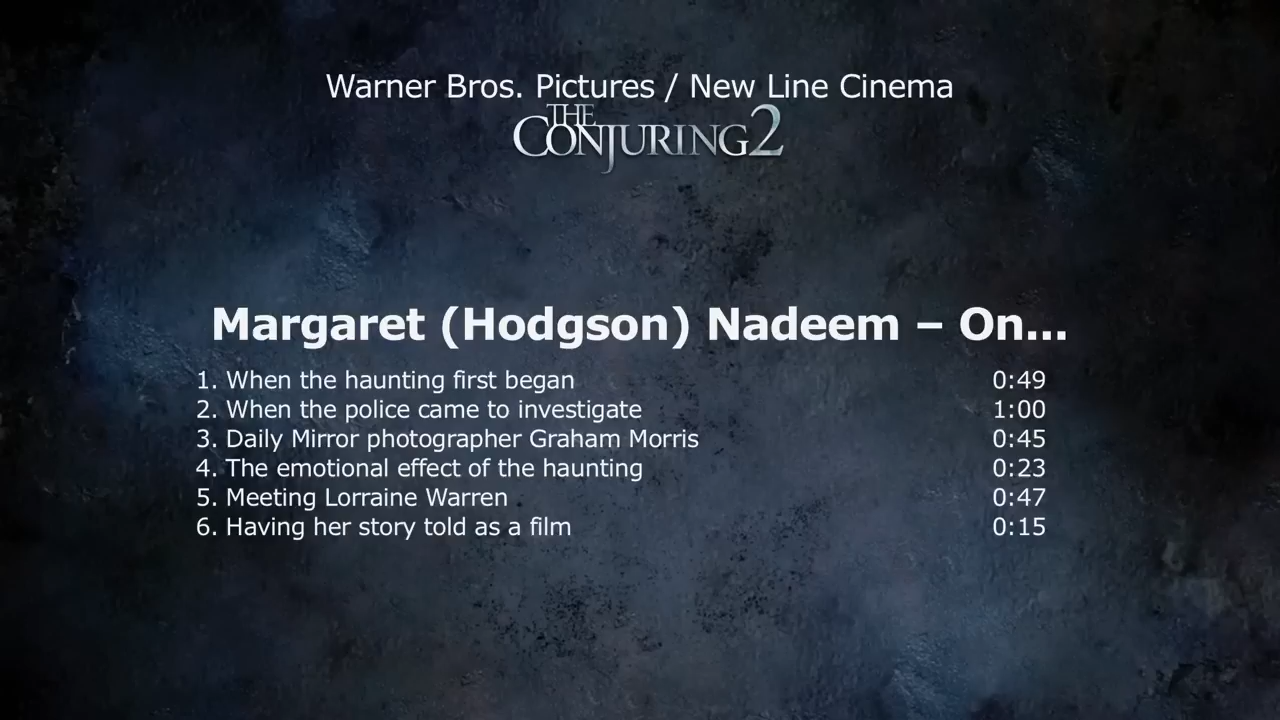 Warner Bros. Pictures / New Line Cinema
THE
CONJURING 2
Margaret (Hodgson) Nadeem – On...
1. When the haunting first began 0:49
2. When the police came to investigate 1:00
3. Daily Mirror photographer Graham Morris 0:45
4. The emotional effect of the haunting 0:23
5. Meeting Lorraine Warren 0:47
6. Having her story told as a film 0:15